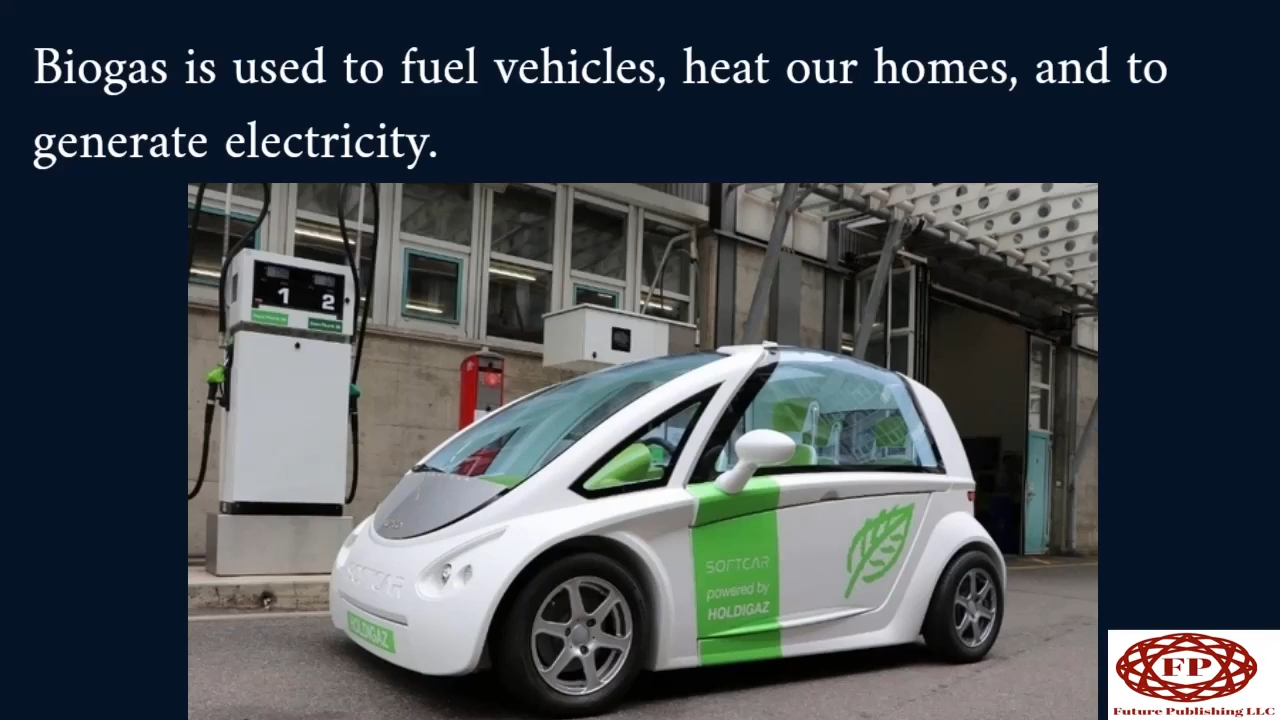 Biogas is used to fuel vehicles, heat our homes, and to
generate electricity.
1 2
SOFTCAR
SOFTCAR
powered by
HOLDIGAZ
HOLDIGAZ
FP
Future Publishing LLC